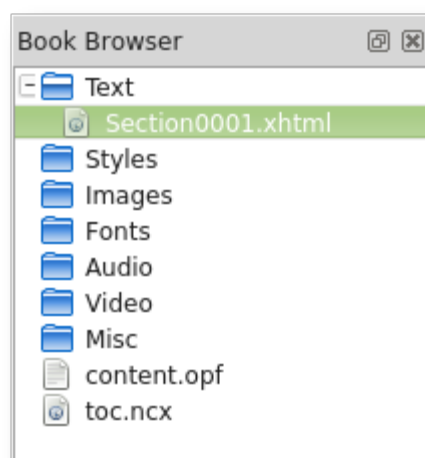 Book Browser
Text
Section0001.xhtml
Styles
Images
Fonts
Audio
Video
Misc
content.opf
toc.ncx